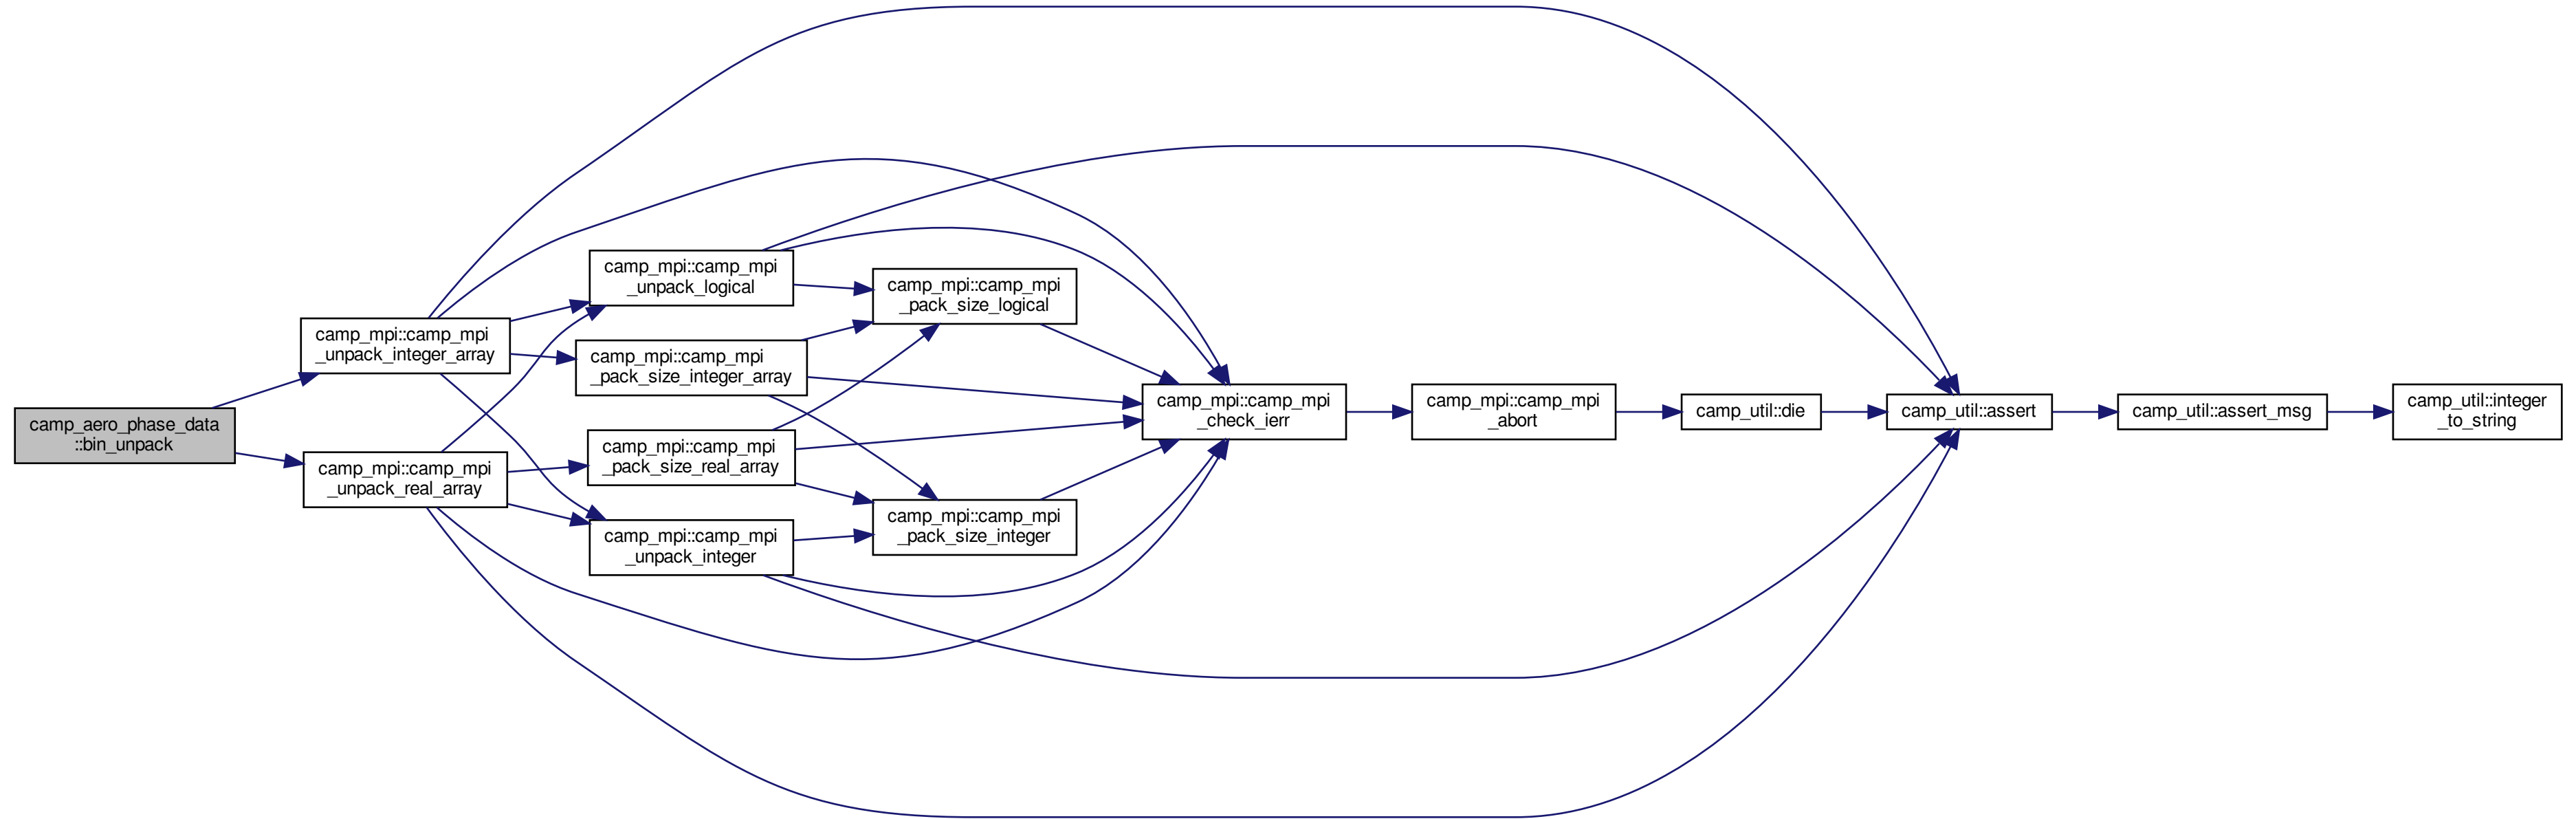 camp_aero_phase_data
::bin_unpack
camp_mpi::camp_mpi
_unpack_integer_array
camp_mpi::camp_mpi
_unpack_real_array
camp_mpi::camp_mpi
_unpack_logical
camp_mpi::camp_mpi
_pack_size_integer_array
camp_mpi::camp_mpi
_pack_size_real_array
camp_mpi::camp_mpi
_unpack_integer
camp_mpi::camp_mpi
_pack_size_logical
camp_mpi::camp_mpi
_pack_size_integer
camp_mpi::camp_mpi
_check_ierr
camp_mpi::camp_mpi
_abort
camp_util::die
camp_util::assert
camp_util::assert_msg
camp_util::integer
_to_string